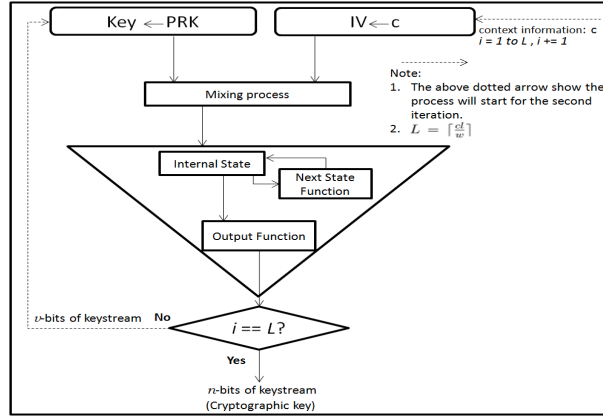 Key ← PRK
IV ← c
context information: c
i = 1 to L , i += 1
Note:
1. The above dotted arrow show the
process will start for the second
iteration.
2. L = ⌈cl/w⌉
Mixing process
Internal State
Next State
Function
Output Function
i == L?
v-bits of keystream
No
Yes
n-bits of keystream
(Cryptographic key)